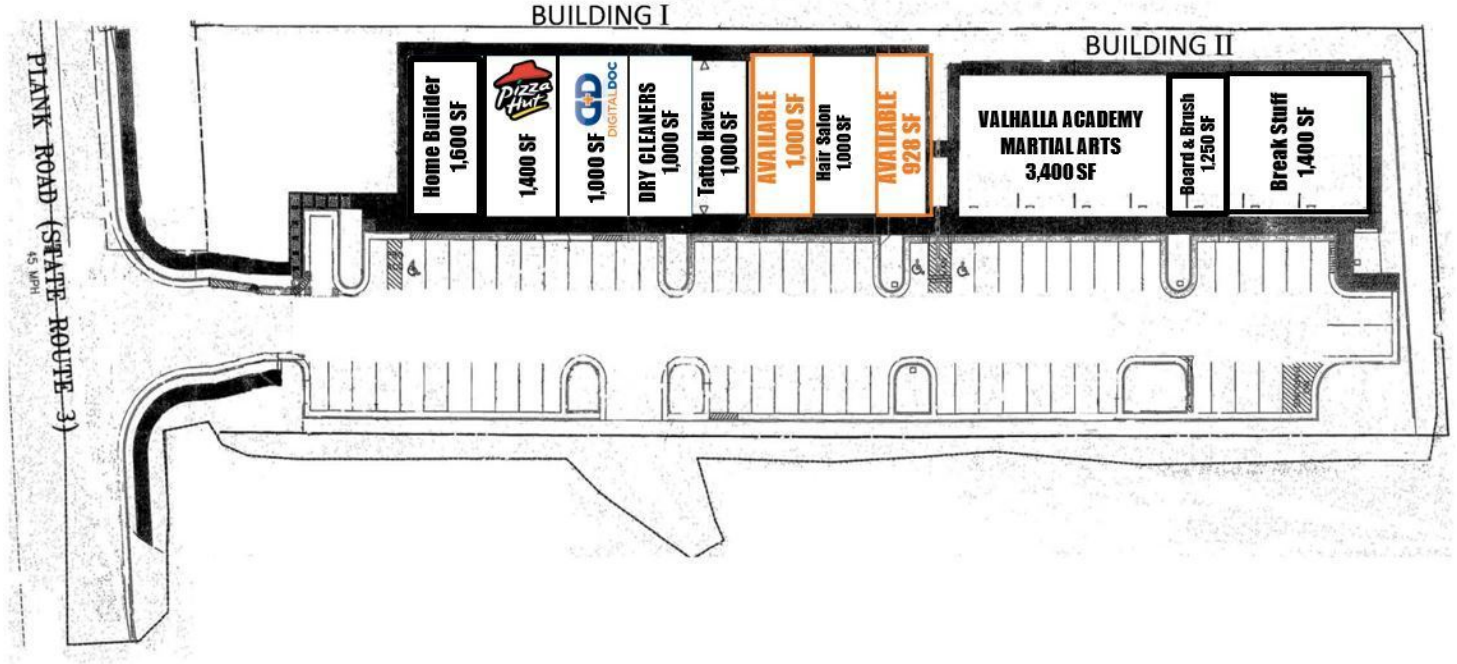 BUILDING I
BUILDING II
PLANK ROAD (STATE ROUTE 3)
45 MPH
Home Builder
1,600 SF
Pizza
Hut
1,400 SF
DIGITALDOC
1,000 SF
DRY CLEANERS
1,000 SF
Tattoo Haven
1,000 SF
AVAILABLE
1,000 SF
Hair Salon
1,000 SF
AVAILABLE
928 SF
VALHALLA ACADEMY
MARTIAL ARTS
3,400 SF
Board & Brush
1,250 SF
Break Stuff
1,400 SF